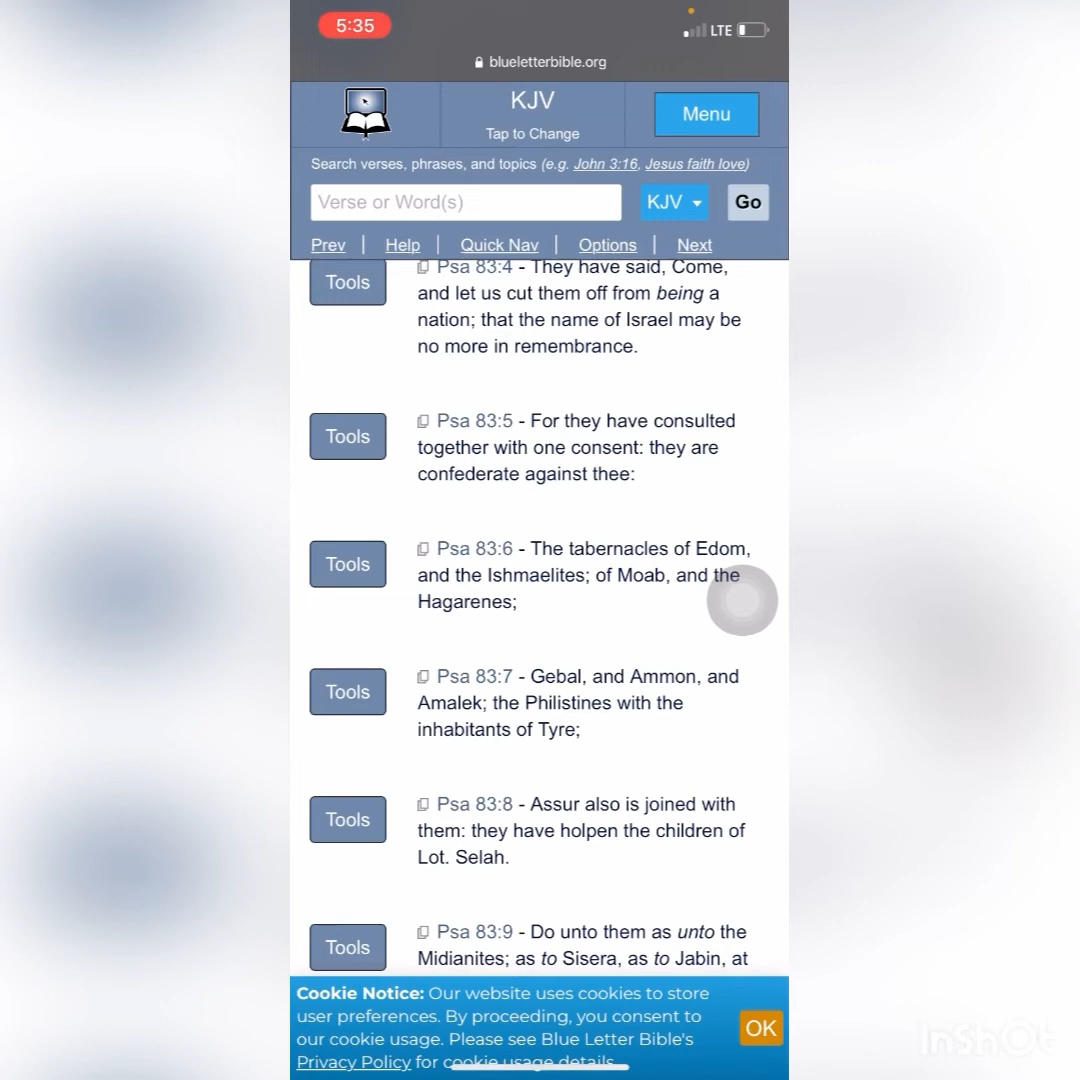 5:35
LTE
blueletterbible.org
KJV
Tap to Change
Menu
Search verses, phrases, and topics (e.g. John 3:16, Jesus faith love)
Verse or Word(s)
KJV
Go
Prev | Help | Quick Nav | Options | Next
Tools
Psa 83:4 - They have said, Come,
and let us cut them off from being a
nation; that the name of Israel may be
no more in remembrance.
Tools
Psa 83:5 - For they have consulted
together with one consent: they are
confederate against thee:
Tools
Psa 83:6 - The tabernacles of Edom,
and the Ishmaelites; of Moab, and the
Hagarenes;
Tools
Psa 83:7 - Gebal, and Ammon, and
Amalek; the Philistines with the
inhabitants of Tyre;
Tools
Psa 83:8 - Assur also is joined with
them: they have holpen the children of
Lot. Selah.
Tools
Psa 83:9 - Do unto them as unto the
Midianites; as to Sisera, as to Jabin, at
Cookie Notice: Our website uses cookies to store
user preferences. By proceeding, you consent to
our cookie usage. Please see Blue Letter Bible's
Privacy Policy for cookie usage details.
OK
InShOt